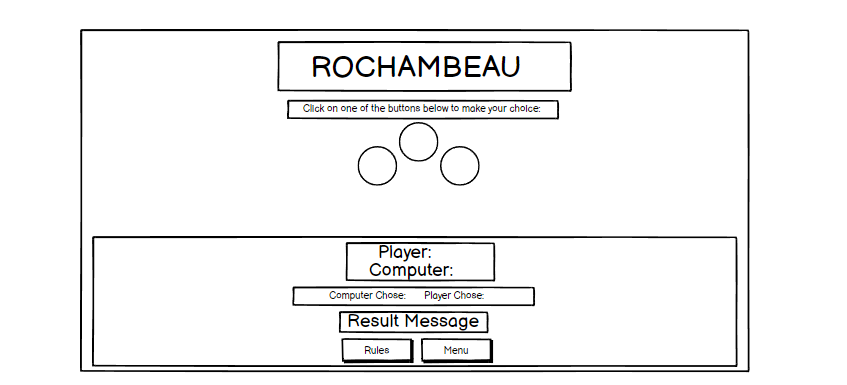 ROCHAMBEAU
Click on one of the buttons below to make your choice:
Player:
Computer:
Computer Chose: Player Chose:
Result Message
Rules Menu